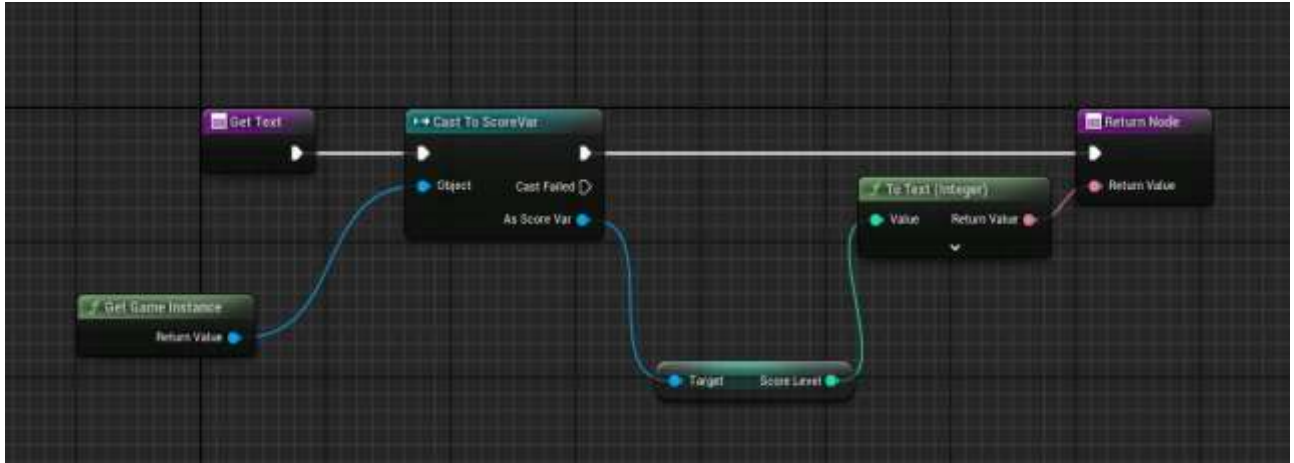 Get Text
Cast To ScoreVar
Object
Cast Failed
As Score Var
Get Game Instance
Return Value
Target
Score Level
To Text (Integer)
Value
Return Value
Return Node
Return Value